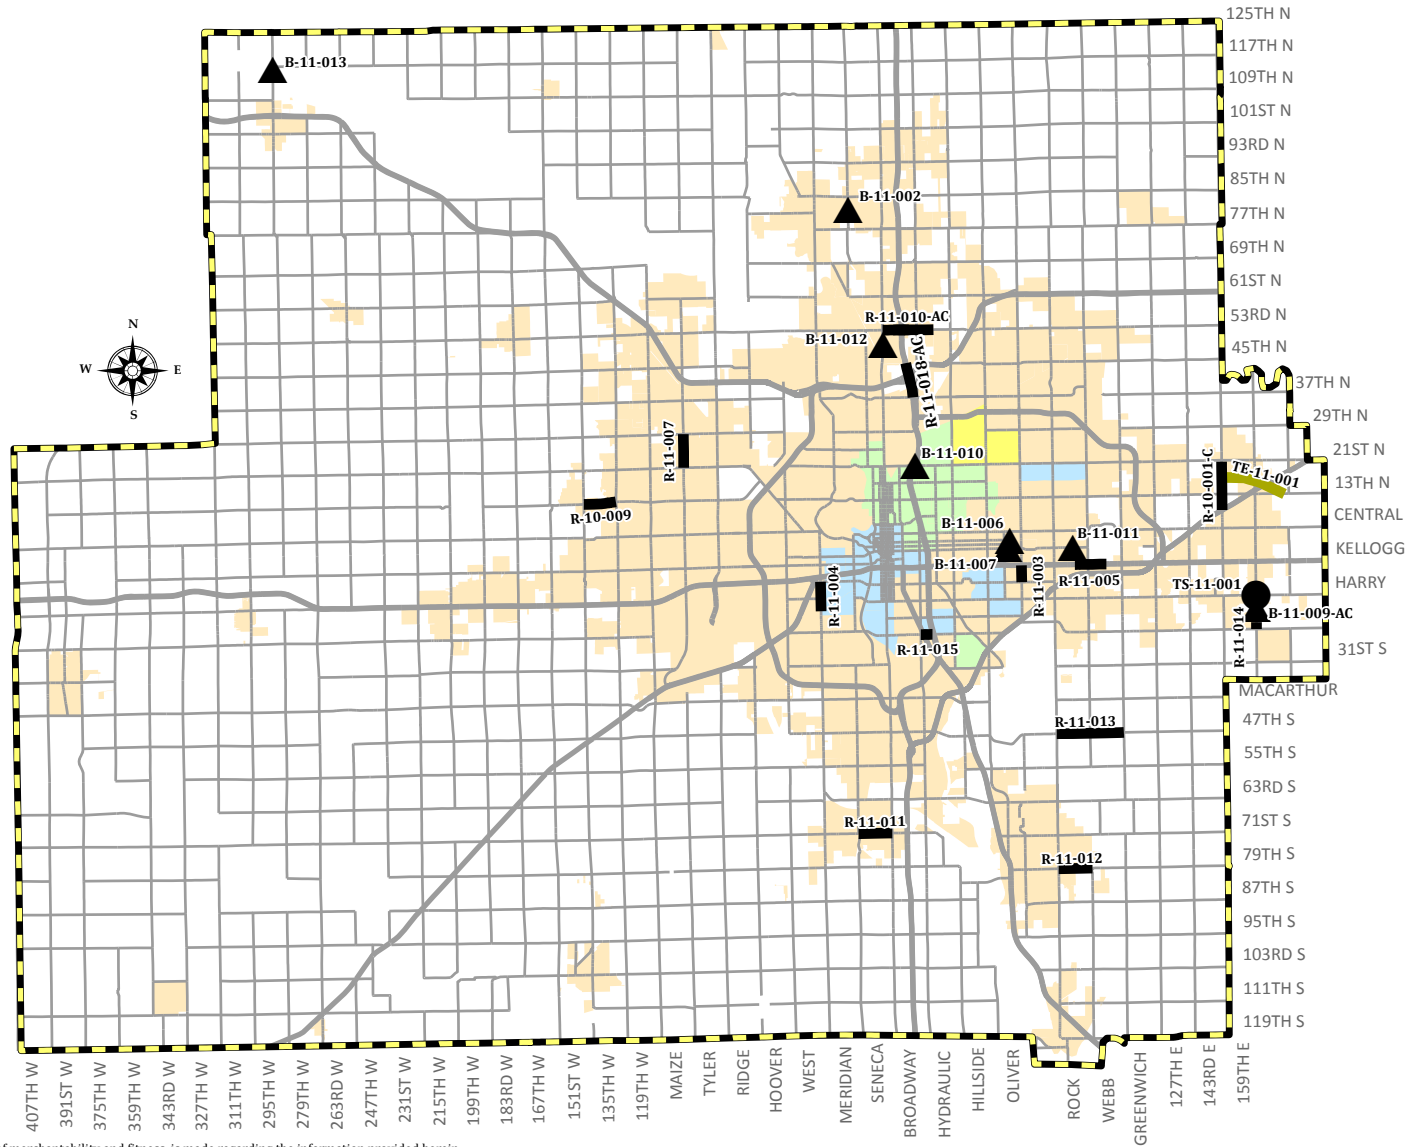 125TH N
117TH N
109TH N
101ST N
93RD N
85TH N
77TH N
69TH N
61ST N
53RD N
45TH N
37TH N
29TH N
21ST N
13TH N
CENTRAL
KELLOGG
HARRY
31ST S
MACARTHUR
47TH S
55TH S
63RD S
71ST S
79TH S
87TH S
95TH S
103RD S
111TH S
119TH S
B-11-013
B-11-002
R-11-010-AC
B-11-012
R-11-018-AC
N
W
E
S
R-11-007
B-11-010
R-10-001-C
TE-11-001
R-10-009
B-11-006
B-11-011
B-11-007
R-11-003
R-11-005
R-11-004
TS-11-001
B-11-009-AC
R-11-014
R-11-015
R-11-013
R-11-011
R-11-012
407TH W
391ST W
375TH W
359TH W
343RD W
327TH W
311TH W
295TH W
279TH W
263RD W
247TH W
231ST W
215TH W
199TH W
183RD W
167TH W
151ST W
135TH W
119TH W
MAIZE
TYLER
RIDGE
HOOVER
WEST
MERIDIAN
SENECA
BROADWAY
HYDRAULIC
HILLSIDE
OLIVER
ROCK
WEBB
GREENWICH
127TH E
143RD E
159TH E